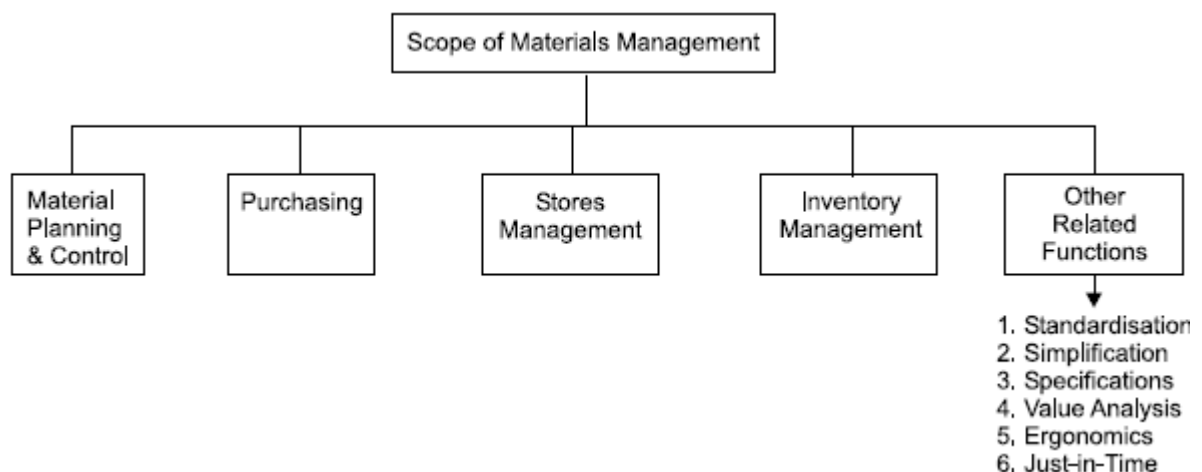 Scope of Materials Management
Material
Planning
& Control
Purchasing
Stores
Management
Inventory
Management
Other
Related
Functions
1. Standardisation
2. Simplification
3. Specifications
4. Value Analysis
5. Ergonomics
6. Just-in-Time